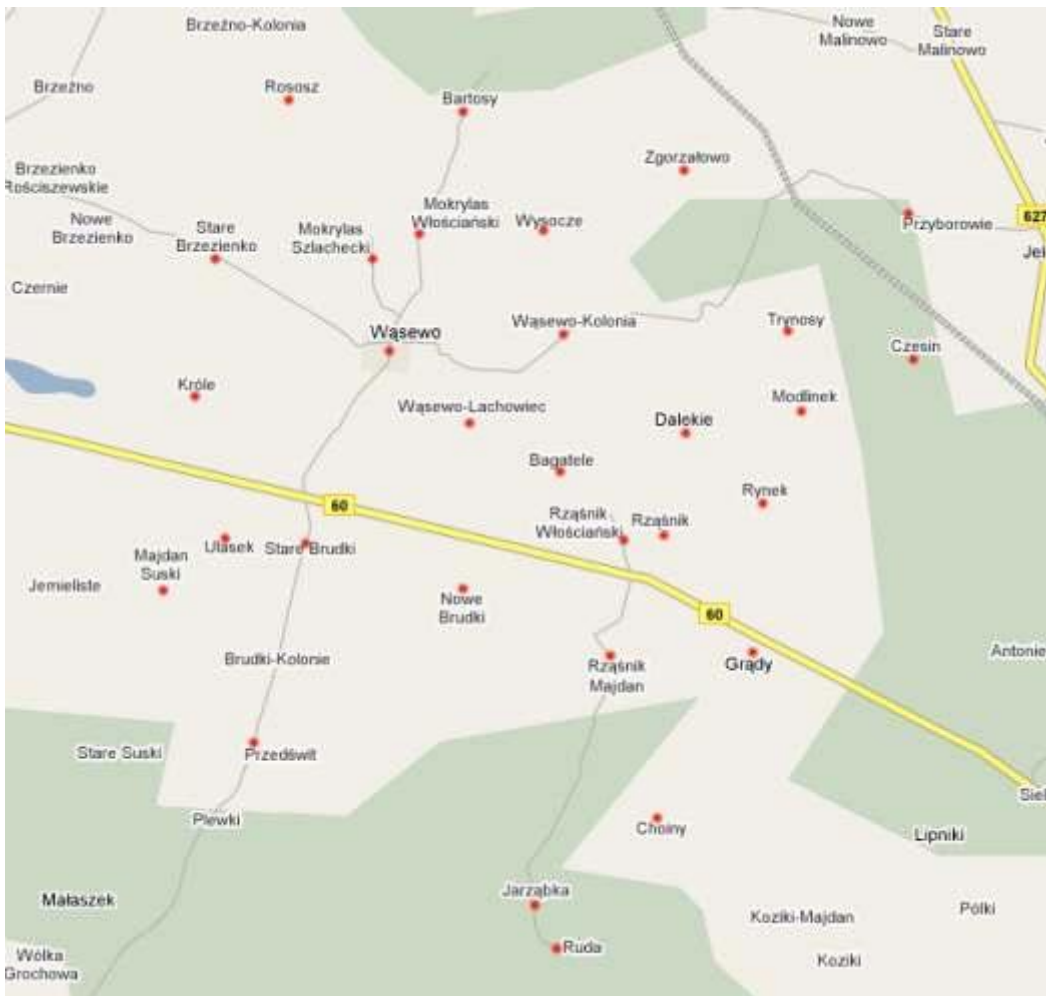 Brzeźno-Kolonia
Nowe
Malinowo
Stare
Malinowo
Brzeźno
Rososz
Bartosy
Zgorzałowo
Brzezienko
Rościszewskie
Nowe
Brzezienko
Stare
Brzezienko
Mokrylas
Szlachecki
Mokrylas
Włościański
Wysocze
Przyborowie
627
Jel
Czernie
Wąsewo
Wąsewo-Kolonia
Trynosy
Czesin
Króle
Wąsewo-Lachowiec
Dalekie
Modlinek
Bagatele
Rynek
60
Rząśnik
Włościański
Rząśnik
Ulasek
Stare Brudki
Majdan
Suski
Jemieliste
Nowe
Brudki
60
Brudki-Kolonie
Rząśnik
Majdan
Grądy
Antonie
Stare Suski
Przedświt
Plewki
Choiny
Siel
Lipniki
Małaszek
Jarząbka
Koziki-Majdan
Pólki
Wólka
Grochowa
Ruda
Koziki